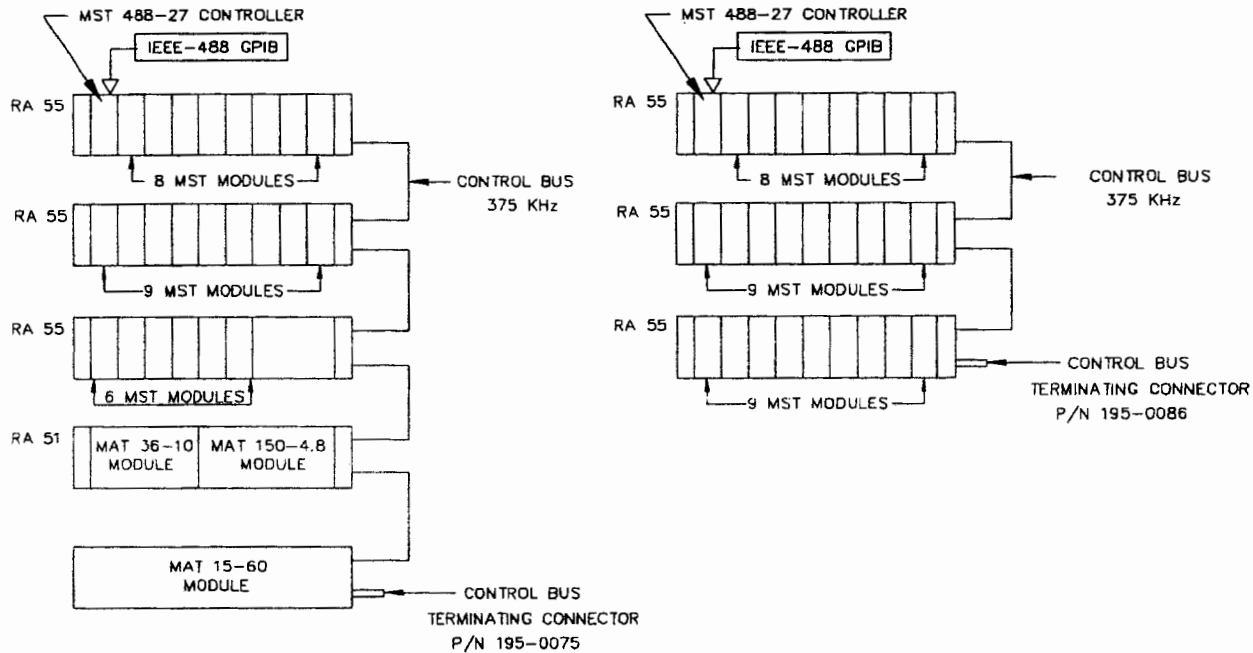 MST 488-27 CONTROLLER
IEEE-488 GPIB
RA 55
8 MST MODULES
CONTROL BUS
375 KHz
RA 55
9 MST MODULES
RA 55
6 MST MODULES
RA 51
MAT 36-10
MODULE
MAT 150-4.8
MODULE
MAT 15-60
MODULE
CONTROL BUS
TERMINATING CONNECTOR
P/N 195-0075
MST 488-27 CONTROLLER
IEEE-488 GPIB
RA 55
8 MST MODULES
CONTROL BUS
375 KHz
RA 55
9 MST MODULES
RA 55
9 MST MODULES
CONTROL BUS
TERMINATING CONNECTOR
P/N 195-0086